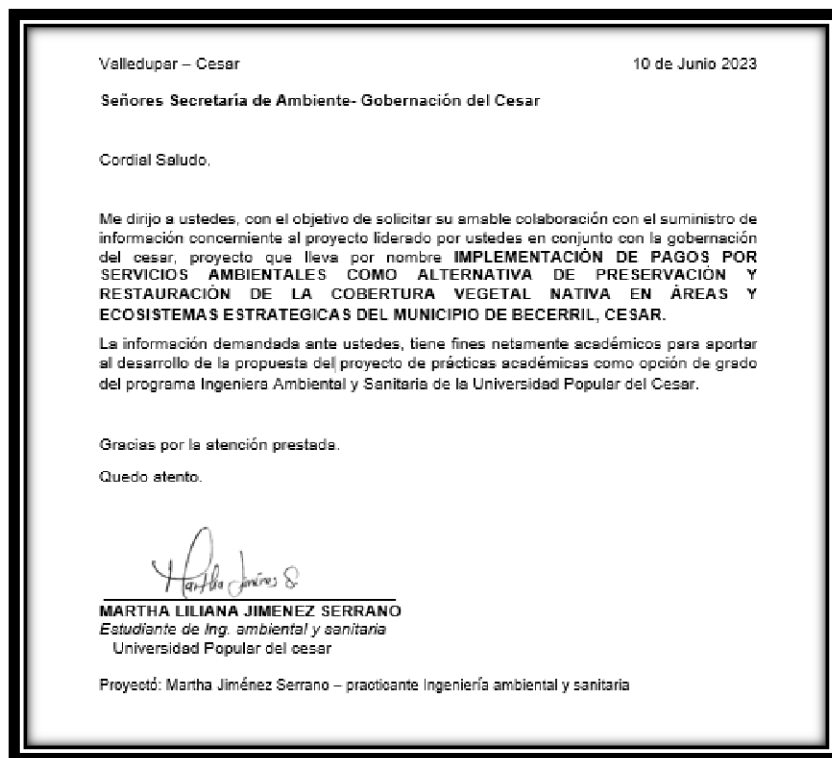 Valledupar – Cesar 10 de Junio 2023
Señores Secretaría de Ambiente- Gobernación del Cesar
Cordial Saludo.
Me dirijo a ustedes, con el objetivo de solicitar su amable colaboración con el suministro de
información concerniente al proyecto liderado por ustedes en conjunto con la gobernación
del cesar, proyecto que lleva por nombre IMPLEMENTACIÓN DE PAGOS POR
SERVICIOS AMBIENTALES COMO ALTERNATIVA DE PRESERVACIÓN Y
RESTAURACIÓN DE LA COBERTURA VEGETAL NATIVA EN ÁREAS Y
ECOSISTEMAS ESTRATEGICAS DEL MUNICIPIO DE BECERRIL, CESAR.
La información demandada ante ustedes, tiene fines netamente académicos para aportar
al desarrollo de la propuesta del proyecto de prácticas académicas como opción de grado
del programa Ingeniera Ambiental y Sanitaria de la Universidad Popular del Cesar.
Gracias por la atención prestada.
Quedo atento.
Martha Jiménez S
MARTHA LILIANA JIMENEZ SERRANO
Estudiante de Ing. ambiental y sanitaria
Universidad Popular del cesar
Proyectó: Martha Jiménez Serrano – practicante Ingeniería ambiental y sanitaria